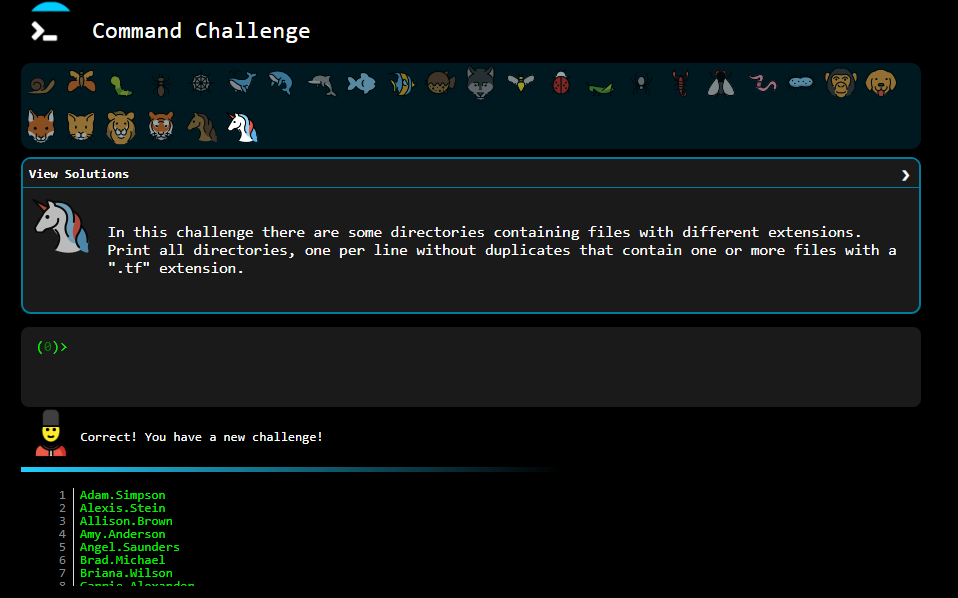 Command Challenge
View Solutions
In this challenge there are some directories containing files with different extensions.
Print all directories, one per line without duplicates that contain one or more files with a
".tf" extension.
(0)>
Correct! You have a new challenge!
1 Adam.Simpson
2 Alexis.Stein
3 Allison.Brown
4 Amy.Anderson
5 Angel.Saunders
6 Brad.Michael
7 Briana.Wilson
8 Carrie.Alexander